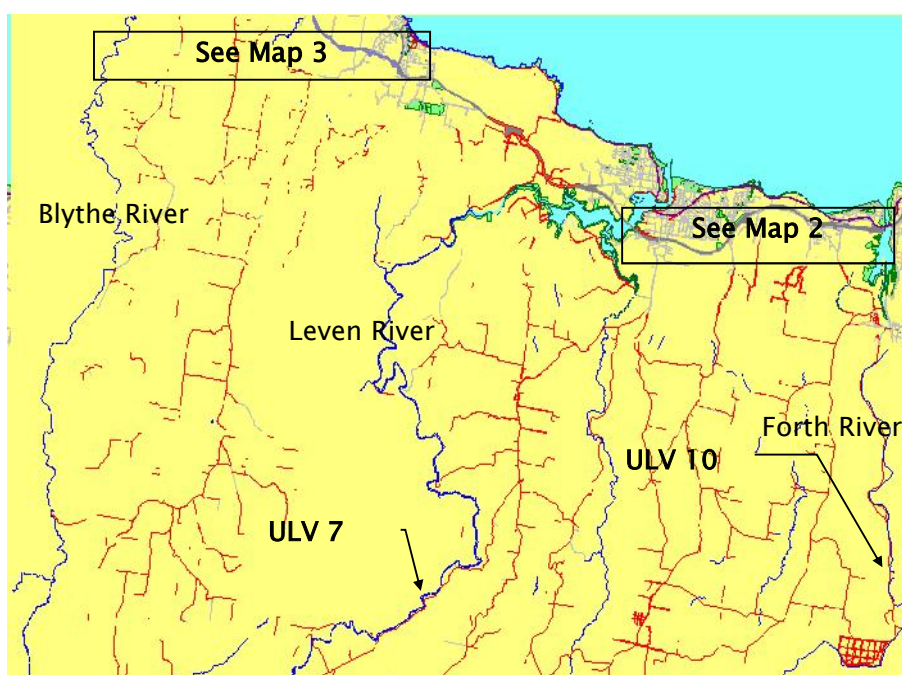 See Map 3
Blythe River
See Map 2
Leven River
Forth River
ULV 10
ULV 7